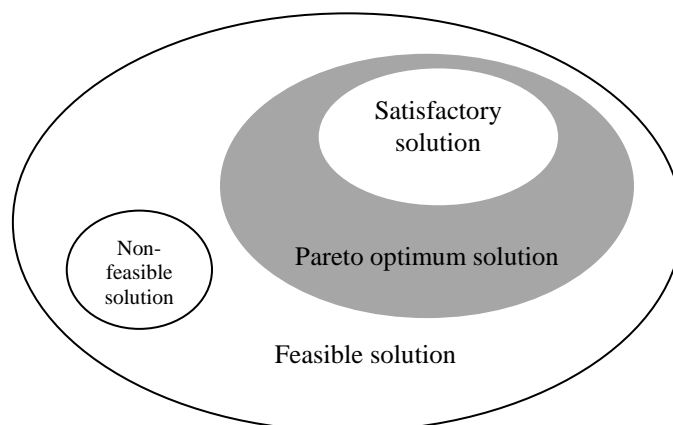 Satisfactory
solution
Pareto optimum solution
Non-
feasible
solution
Feasible solution